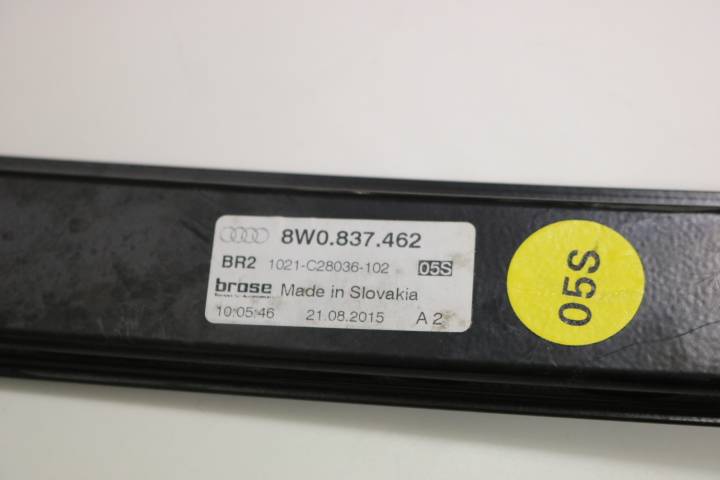 8W0.837.462
BR2 1021-C28036-102 05S
brose Made in Slovakia
10:05:46 21.08.2015 A 2
05S